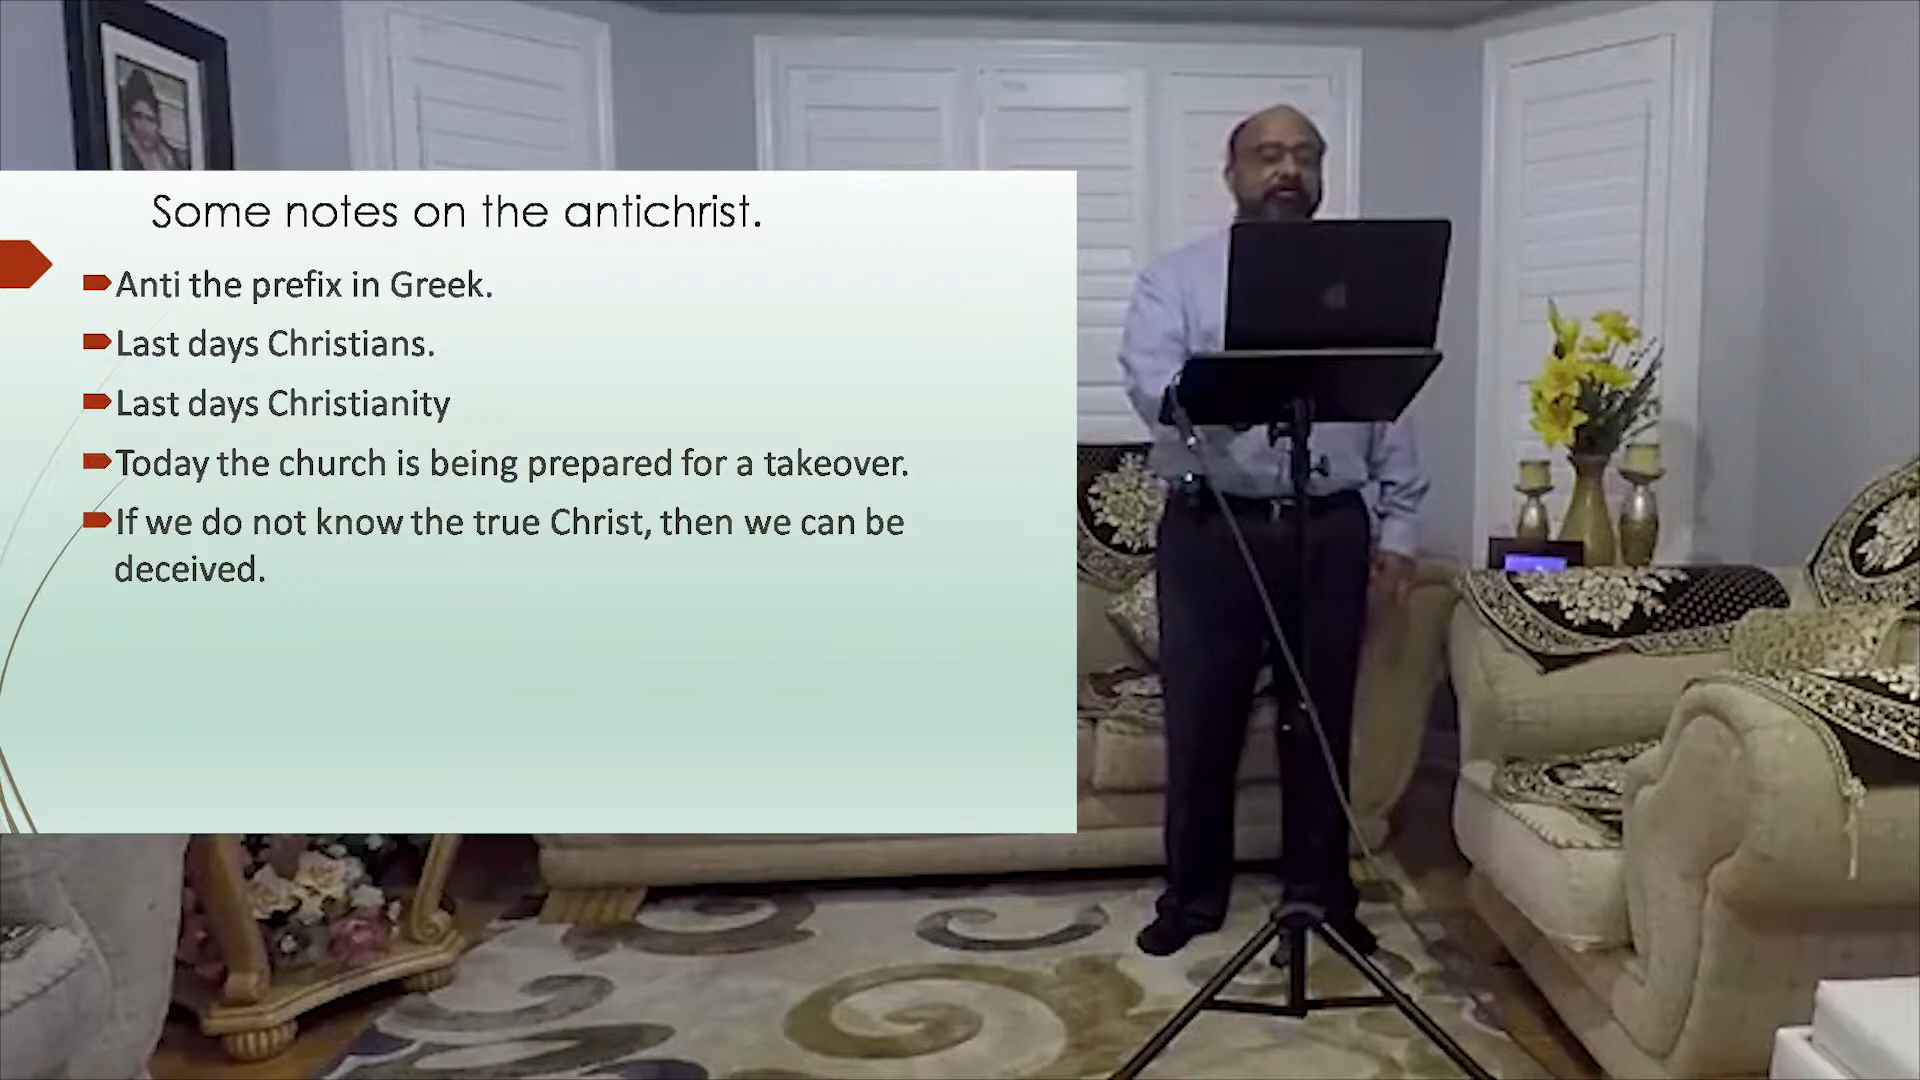 Some notes on the antichrist.
Anti the prefix in Greek.
Last days Christians.
Last days Christianity
Today the church is being prepared for a takeover.
If we do not know the true Christ, then we can be
deceived.